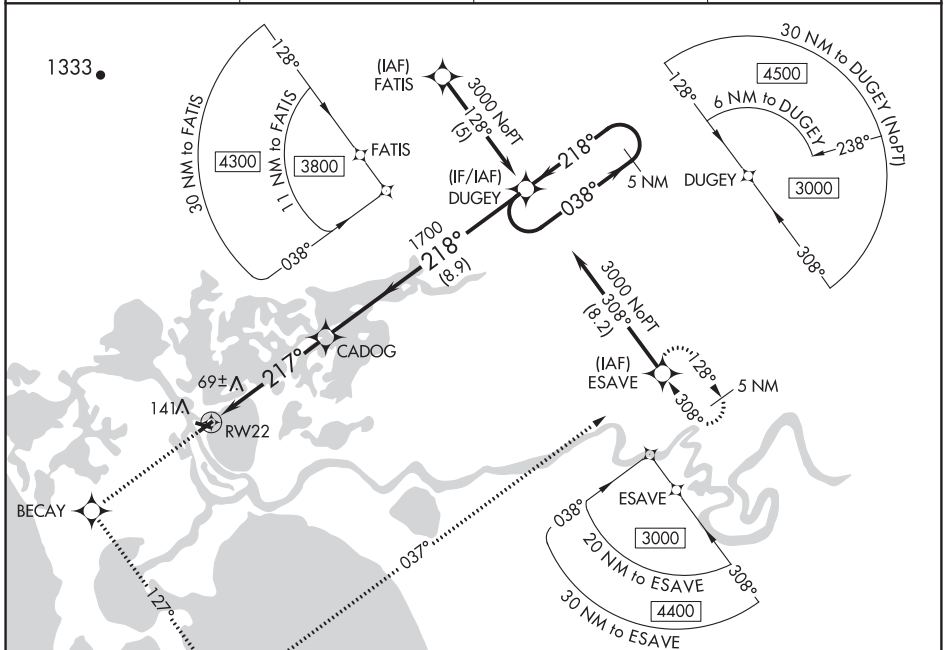 1333
128°
30 NM to FATIS
11 NM to FATIS
4300
3800
FATIS
038°
(IAF)
FATIS
3000 NoPT
128°
(5)
(IF/IAF)
DUGEY
218°
038°
5 NM
30 NM to DUGEY (NoPT)
4500
128°
6 NM to DUGEY
238°
DUGEY
3000
308°
1700
218°
(8.9)
CADOG
217°
69±
141
RW22
3000 NoPT
308°
(8.2)
(IAF)
ESAVE
128°
308°
5 NM
BECAY
127°
037°
ESAVE
038°
3000
20 NM to ESAVE
308°
4400
30 NM to ESAVE